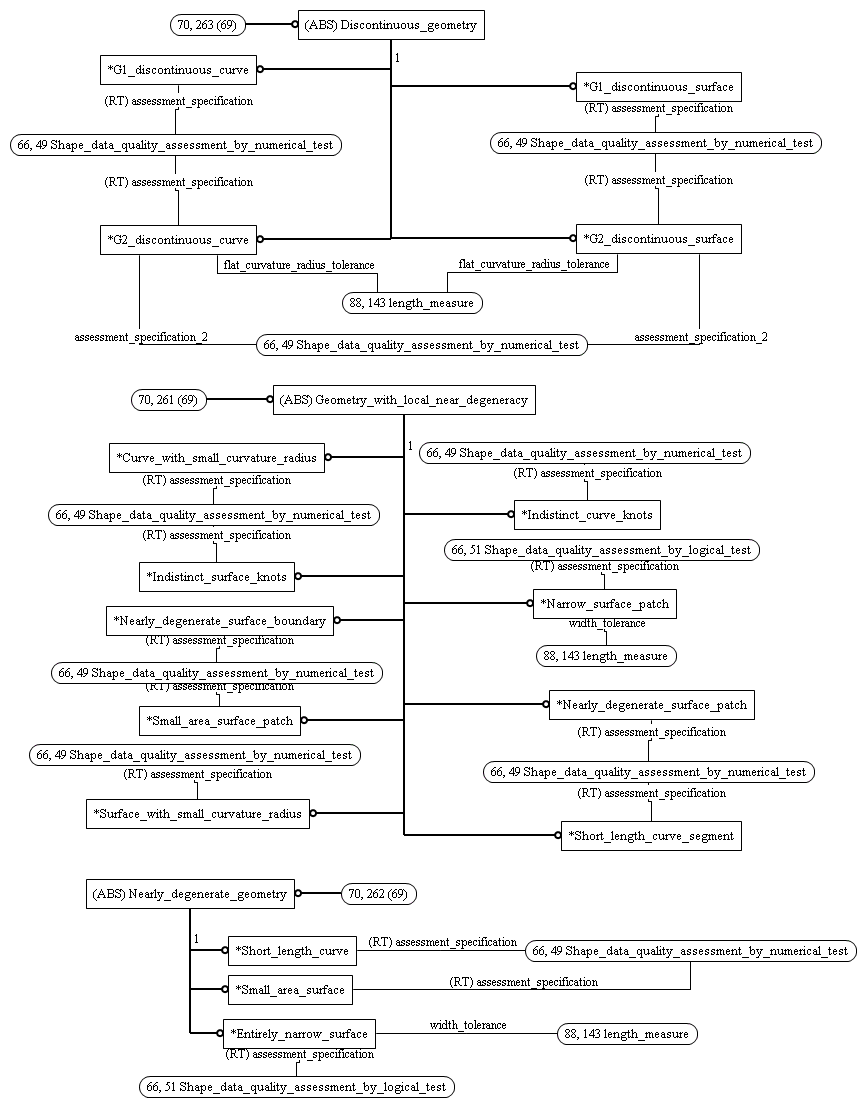 70, 263 (69)
(ABS) Discontinuous_geometry
1
*G1_discontinuous_curve
*G1_discontinuous_surface
(RT) assessment_specification
(RT) assessment_specification
66, 49 Shape_data_quality_assessment_by_numerical_test
66, 49 Shape_data_quality_assessment_by_numerical_test
(RT) assessment_specification
(RT) assessment_specification
*G2_discontinuous_curve
*G2_discontinuous_surface
flat_curvature_radius_tolerance
flat_curvature_radius_tolerance
88, 143 length_measure
assessment_specification_2
66, 49 Shape_data_quality_assessment_by_numerical_test
assessment_specification_2
70, 261 (69)
(ABS) Geometry_with_local_near_degeneracy
1
*Curve_with_small_curvature_radius
66, 49 Shape_data_quality_assessment_by_numerical_test
(RT) assessment_specification
(RT) assessment_specification
66, 49 Shape_data_quality_assessment_by_numerical_test
*Indistinct_curve_knots
(RT) assessment_specification
66, 51 Shape_data_quality_assessment_by_logical_test
(RT) assessment_specification
*Indistinct_surface_knots
*Narrow_surface_patch
*Nearly_degenerate_surface_boundary
width_tolerance
(RT) assessment_specification
88, 143 length_measure
66, 49 Shape_data_quality_assessment_by_numerical_test
(RT) assessment_specification
*Nearly_degenerate_surface_patch
*Small_area_surface_patch
(RT) assessment_specification
66, 49 Shape_data_quality_assessment_by_numerical_test
66, 49 Shape_data_quality_assessment_by_numerical_test
(RT) assessment_specification
(RT) assessment_specification
*Surface_with_small_curvature_radius
*Short_length_curve_segment
(ABS) Nearly_degenerate_geometry
70, 262 (69)
1
*Short_length_curve
(RT) assessment_specification
66, 49 Shape_data_quality_assessment_by_numerical_test
*Small_area_surface
(RT) assessment_specification
*Entirely_narrow_surface
width_tolerance
88, 143 length_measure
(RT) assessment_specification
66, 51 Shape_data_quality_assessment_by_logical_test